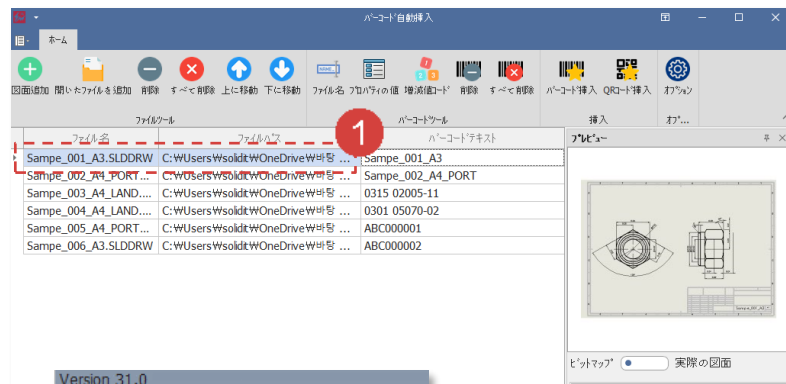 バーコード自動挿入
ホーム
図面追加 開いたファイルを追加 削除 すべて削除 上に移動 下に移動 ファイル名 プロパティの値 増減値コード 削除 すべて削除 バーコード挿入 QRコード挿入 オプション
ファイルツール バーコードツール 挿入 オプ...
1
ファイル名 ファイルパス バーコードテキスト プレビュー
Sampe_001_A3.SLDDRW C:₩Users₩solidit₩OneDrive₩바탕 ... Sampe_001_A3
Sampe_002_A4_PORT... C:₩Users₩solidit₩OneDrive₩바탕 ... Sampe_002_A4_PORT
Sampe_003_A4_LAND.... C:₩Users₩solidit₩OneDrive₩바탕 ... 0315 02005-11
Sampe_004_A4_LAND.... C:₩Users₩solidit₩OneDrive₩바탕 ... 0301 05070-02
Sampe_005_A4_PORT... C:₩Users₩solidit₩OneDrive₩바탕 ... ABC000001
Sampe_006_A3.SLDDRW C:₩Users₩solidit₩OneDrive₩바탕 ... ABC000002
ビットマップ 実際の図面
Version 31.0